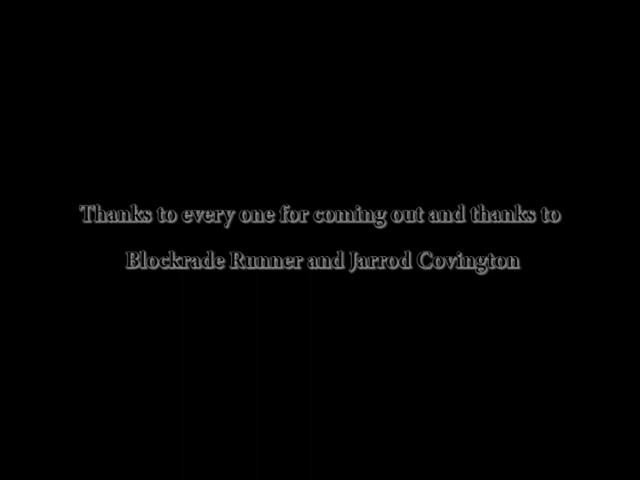 Thanks to every one for coming out and thanks to
Blockrade Runner and Jarrod Covington